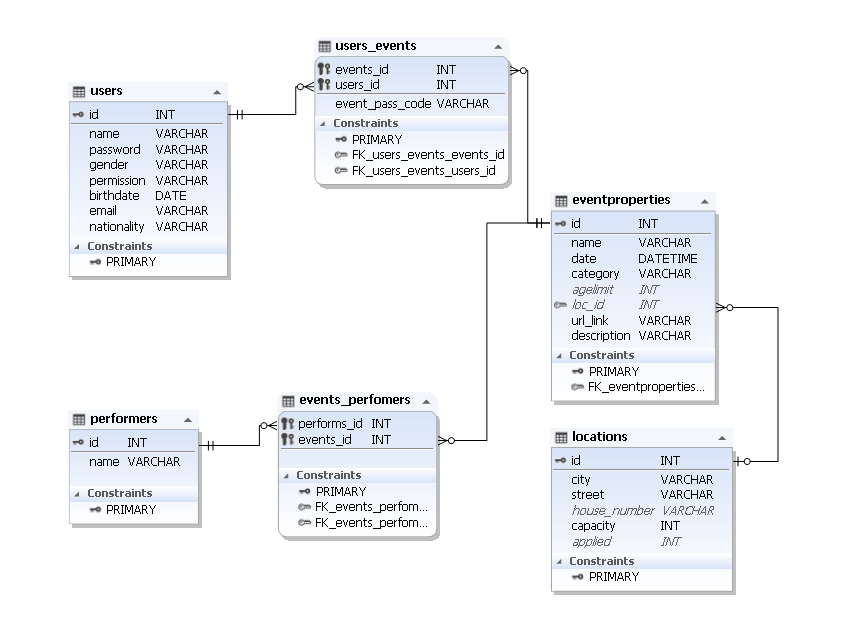 users_events
events_id INT
users_id INT
event_pass_code VARCHAR
Constraints
PRIMARY
FK_users_events_events_id
FK_users_events_users_id
users
id INT
name VARCHAR
password VARCHAR
gender VARCHAR
permission VARCHAR
birthdate DATE
email VARCHAR
nationality VARCHAR
Constraints
PRIMARY
eventproperties
id INT
name VARCHAR
date DATETIME
category VARCHAR
agelimit INT
loc_id INT
url_link VARCHAR
description VARCHAR
Constraints
PRIMARY
FK_eventproperties...
events_perfomers
performs_id INT
events_id INT
Constraints
PRIMARY
FK_events_perfom...
FK_events_perfom...
performers
id INT
name VARCHAR
Constraints
PRIMARY
locations
id INT
city VARCHAR
street VARCHAR
house_number VARCHAR
capacity INT
applied INT
Constraints
PRIMARY